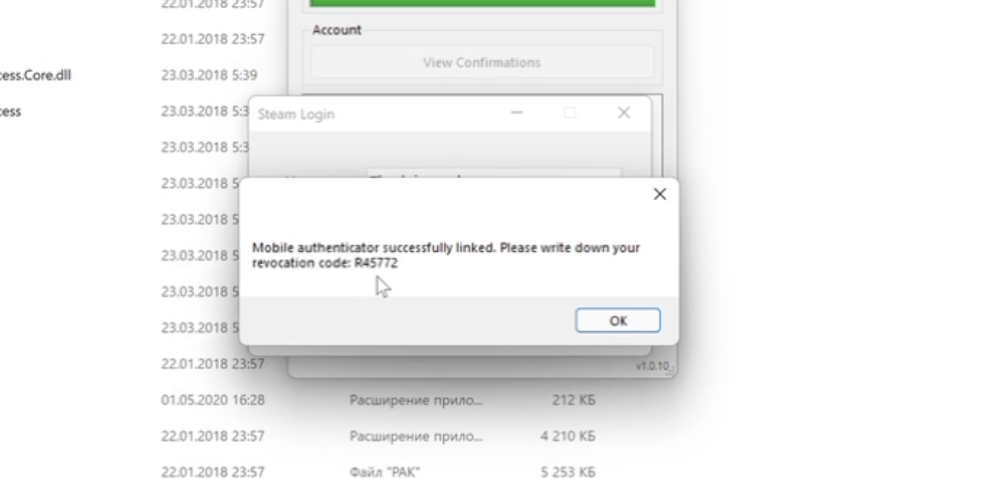 22.01.2018 23:57
Account
22.01.2018 23:57
View Confirmations
cess.Core.dll
23.03.2018 5:39
cess
23.03.2018 5:3
Steam Login
23.03.2018 5:3
23.03.2018 5
Mobile authenticator successfully linked. Please write down your
revocation code: R45772
23.03.2018 5
23.03.2018 5
23.03.2018 5
23.03.2018 5
OK
22.01.2018 23:57
v1.0.10
01.05.2020 16:28 Расширение прило... 212 КБ
22.01.2018 23:57 Расширение прило... 4 210 КБ
22.01.2018 23:57 Файл "PAK" 5 253 КБ